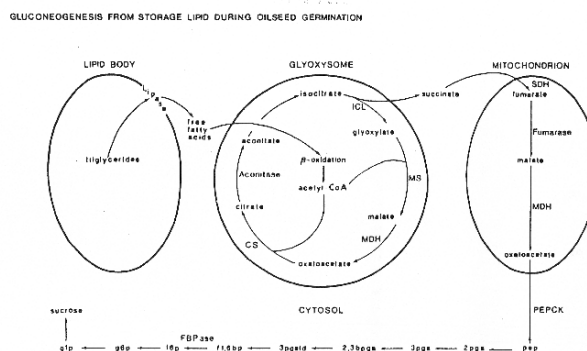 GLUCONEOGENESIS FROM STORAGE LIPID DURING OILSEED GERMINATION
LIPID BODY
GLYOXYSOME
MITOCHONDRION
Lipase
triglycerides
free
fatty
acids
isocitrate
ICL
succinate
SDH
fumarate
aconitate
glyoxylate
Fumarase
β-oxidation
malate
Aconitase
acetyl CoA
MS
citrate
malate
MDH
CS
MDH
oxaloacetate
oxaloacetate
CYTOSOL
sucrose
PEPCK
FBPase
g1p
g6p
f6p
f1,6bp
3pgald
2,3bpga
3pga
2pga
pep